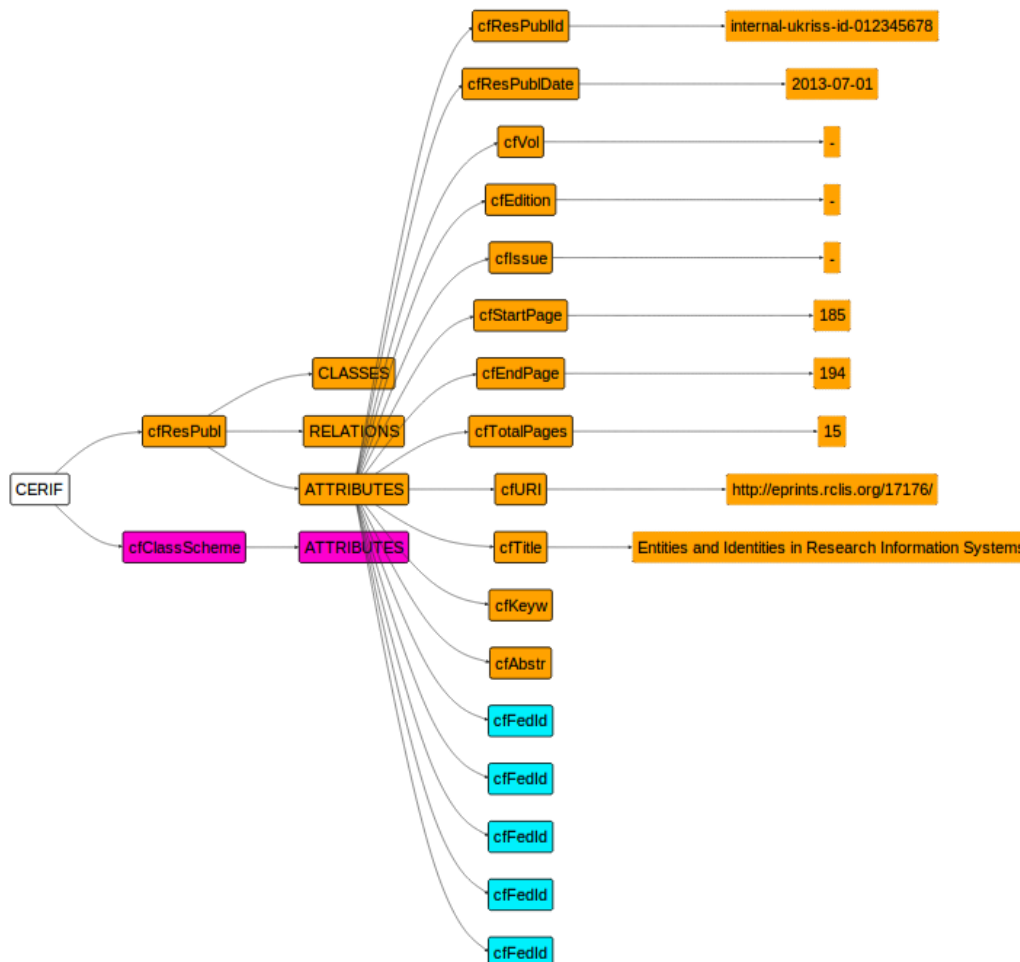 cfResPublId
internal-ukriss-id-012345678
cfResPublDate
2013-07-01
cfVol
-
cfEdition
-
cfIssue
-
cfStartPage
185
CLASSES
cfEndPage
194
cfResPubl
RELATIONS
cfTotalPages
15
CERIF
ATTRIBUTES
cfURI
http://eprints.rclis.org/17176/
cfClassScheme
ATTRIBUTES
cfTitle
Entities and Identities in Research Information Systems
cfKeyw
cfAbstr
cfFedId
cfFedId
cfFedId
cfFedId
cfFedId